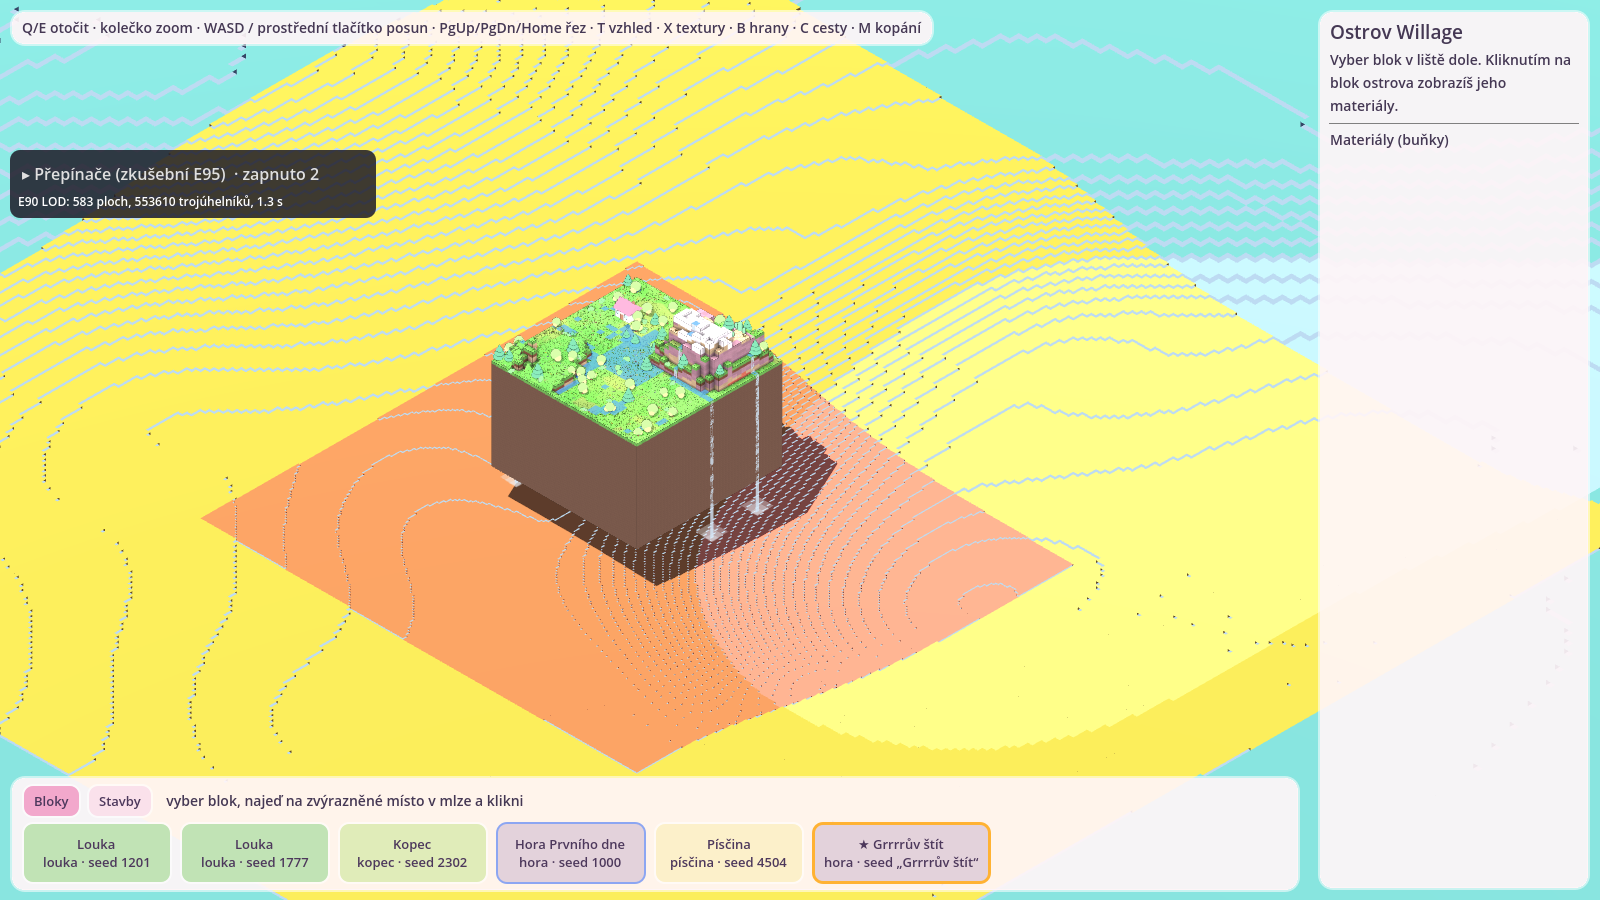 Q/E otočit · kolečko zoom · WASD / prostřední tlačítko posun · PgUp/PgDn/Home řez · T vzhled · X textury · B hrany · C cesty · M kopání
Ostrov Willage
Vyber blok v liště dole. Kliknutím na
blok ostrova zobrazíš jeho
materiály.
Materiály (buňky)
▸ Přepínače (zkušební E95) · zapnuto 2
E90 LOD: 583 ploch, 553610 trojúhelníků, 1.3 s
Bloky
Stavby
vyber blok, najeď na zvýrazněné místo v mlze a klikni
Louka
louka · seed 1201
Louka
louka · seed 1777
Kopec
kopec · seed 2302
Hora Prvního dne
hora · seed 1000
Písčina
písčina · seed 4504
★ Grrrrův štít
hora · seed „Grrrrův štít“